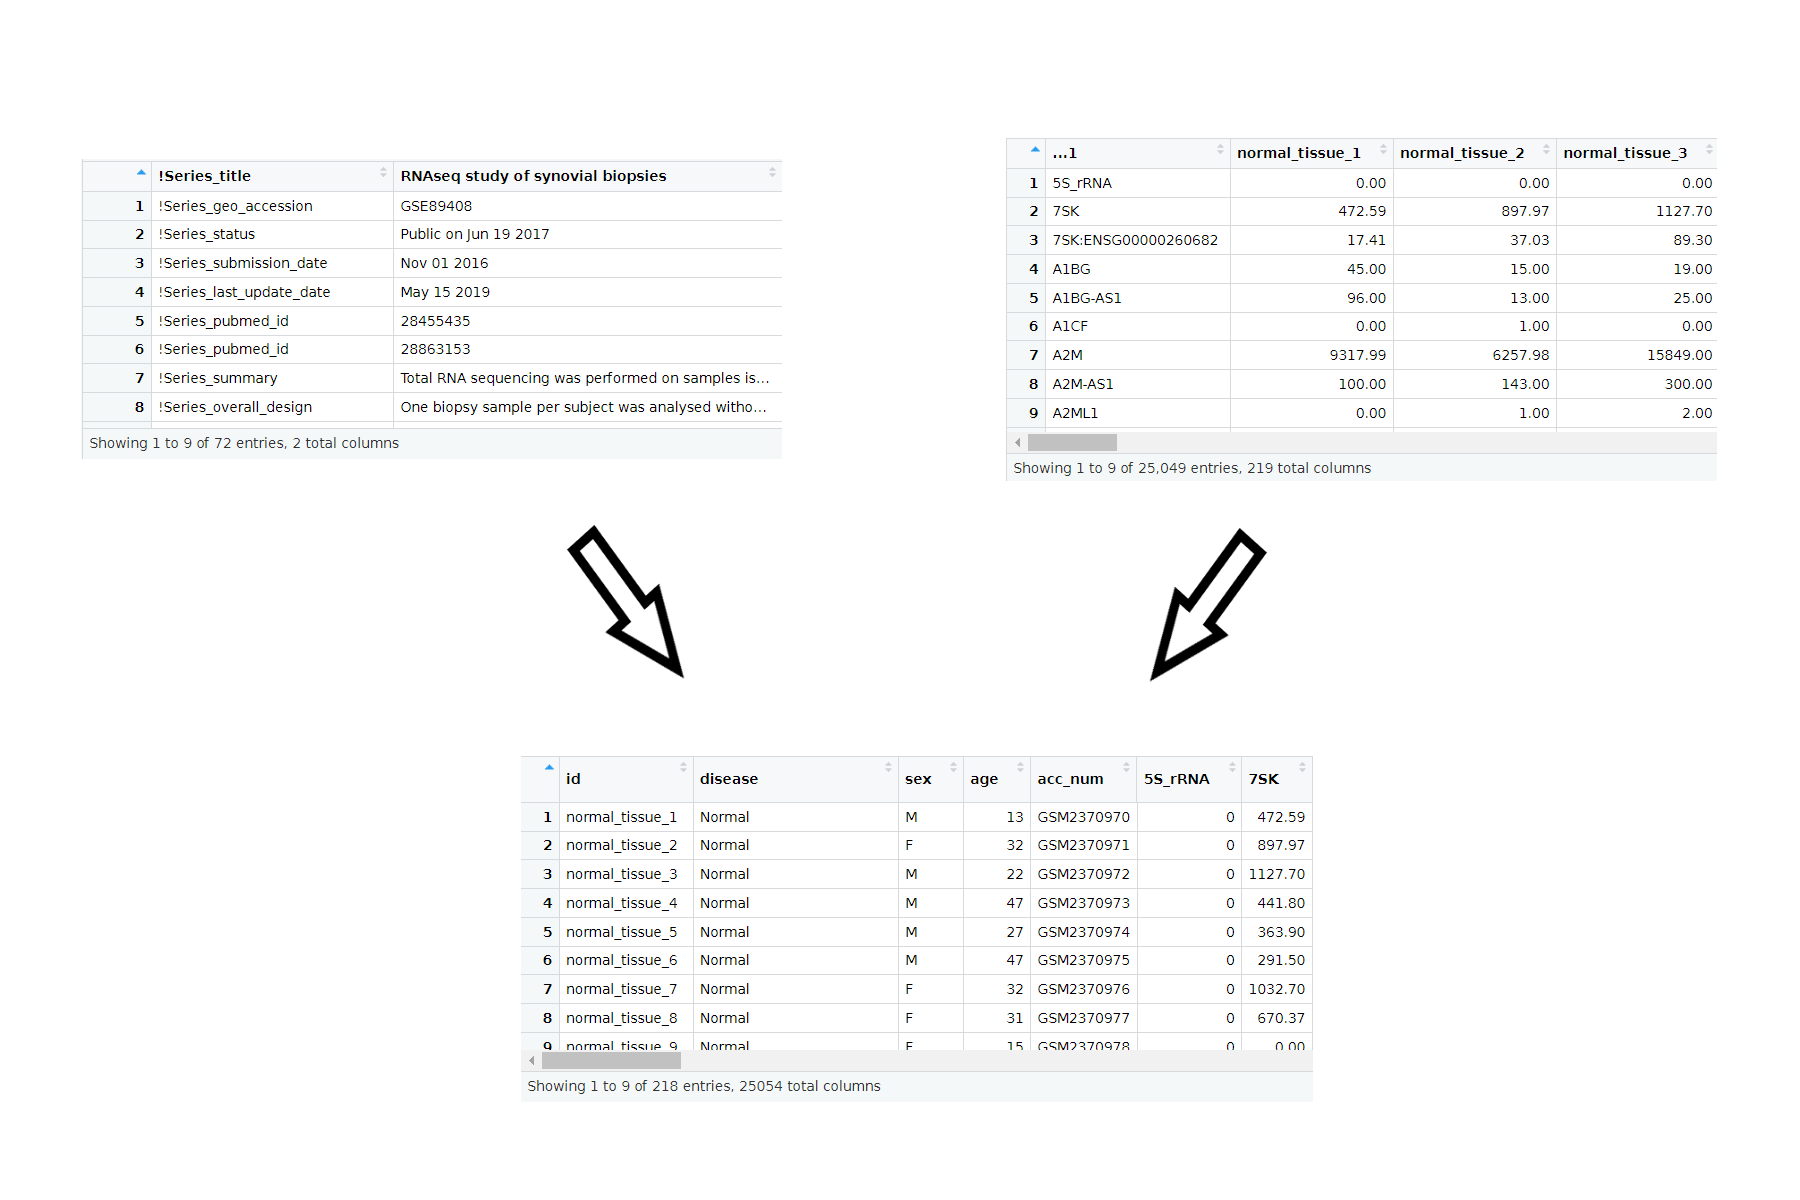 !Series_title RNAseq study of synovial biopsies
1 !Series_geo_accession GSE89408
2 !Series_status Public on Jun 19 2017
3 !Series_submission_date Nov 01 2016
4 !Series_last_update_date May 15 2019
5 !Series_pubmed_id 28455435
6 !Series_pubmed_id 28863153
7 !Series_summary Total RNA sequencing was performed on samples is...
8 !Series_overall_design One biopsy sample per subject was analysed witho...
Showing 1 to 9 of 72 entries, 2 total columns
...1 normal_tissue_1 normal_tissue_2 normal_tissue_3
1 5S_rRNA 0.00 0.00 0.00
2 7SK 472.59 897.97 1127.70
3 7SK:ENSG00000260682 17.41 37.03 89.30
4 A1BG 45.00 15.00 19.00
5 A1BG-AS1 96.00 13.00 25.00
6 A1CF 0.00 1.00 0.00
7 A2M 9317.99 6257.98 15849.00
8 A2M-AS1 100.00 143.00 300.00
9 A2ML1 0.00 1.00 2.00
Showing 1 to 9 of 25,049 entries, 219 total columns
id disease sex age acc_num 5S_rRNA 7SK
1 normal_tissue_1 Normal M 13 GSM2370970 0 472.59
2 normal_tissue_2 Normal F 32 GSM2370971 0 897.97
3 normal_tissue_3 Normal M 22 GSM2370972 0 1127.70
4 normal_tissue_4 Normal M 47 GSM2370973 0 441.80
5 normal_tissue_5 Normal M 27 GSM2370974 0 363.90
6 normal_tissue_6 Normal M 47 GSM2370975 0 291.50
7 normal_tissue_7 Normal F 32 GSM2370976 0 1032.70
8 normal_tissue_8 Normal F 31 GSM2370977 0 670.37
9 normal_tissue_9 Normal F 15 GSM2370978 0 0.00
Showing 1 to 9 of 218 entries, 25054 total columns